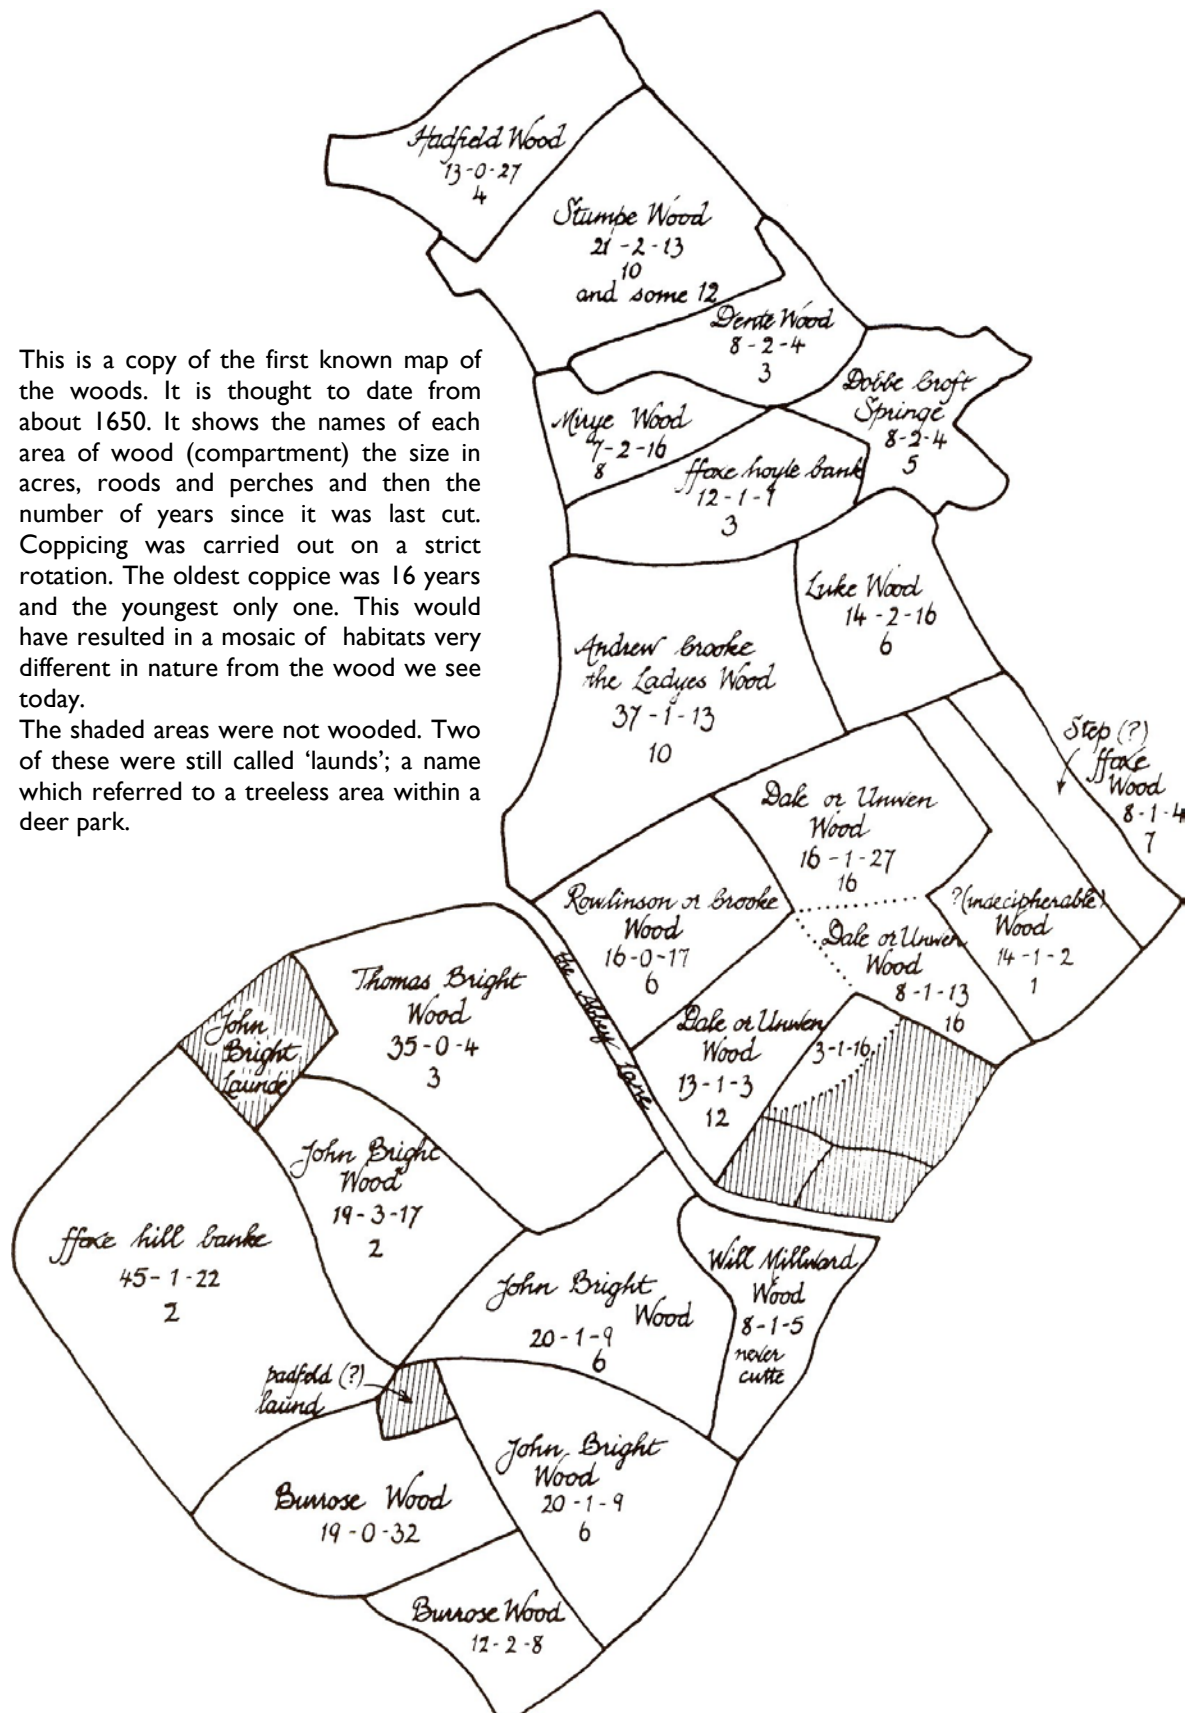 Hadfield Wood
13-0-27
4
Stumpe Wood
21-2-13
10
and some 12
Dente Wood
8-2-4
3
Dobbe Croft
Springe
8-2-4
5
Mirye Wood
7-2-16
8
ffoxe hoyle bank
12-1-9
3
This is a copy of the first known map of
the woods. It is thought to date from
about 1650. It shows the names of each
area of wood (compartment) the size in
acres, roods and perches and then the
number of years since it was last cut.
Coppicing was carried out on a strict
rotation. The oldest coppice was 16 years
and the youngest only one. This would
have resulted in a mosaic of habitats very
different in nature from the wood we see
today.
The shaded areas were not wooded. Two
of these were still called ‘launds’; a name
which referred to a treeless area within a
deer park.
Luke Wood
14-2-16
6
Andrew Crooke
the Ladyes Wood
37-1-13
10
Step (?)
ffoxe
Wood
8-1-4
7
Dale or Unwen
Wood
16-1-27
16
Rowlinson or Crooke
Wood
16-0-17
6
?(indecipherable)
Wood
14-1-2
1
Dale or Unwen
Wood
8-1-13
16
the Abbey Lane
Thomas Bright
Wood
35-0-4
3
Dale or Unwen
Wood
13-1-3
12
3-1-16
John
Bright
Launde
John Bright
Wood
19-3-17
2
ffoxe hill banke
45-1-22
2
Will Millward
Wood
8-1-5
never
cutte
John Bright
Wood
20-1-9
6
padfold (?)
laund
John Bright
Wood
20-1-9
6
Burrose Wood
19-0-32
Burrose Wood
12-2-8